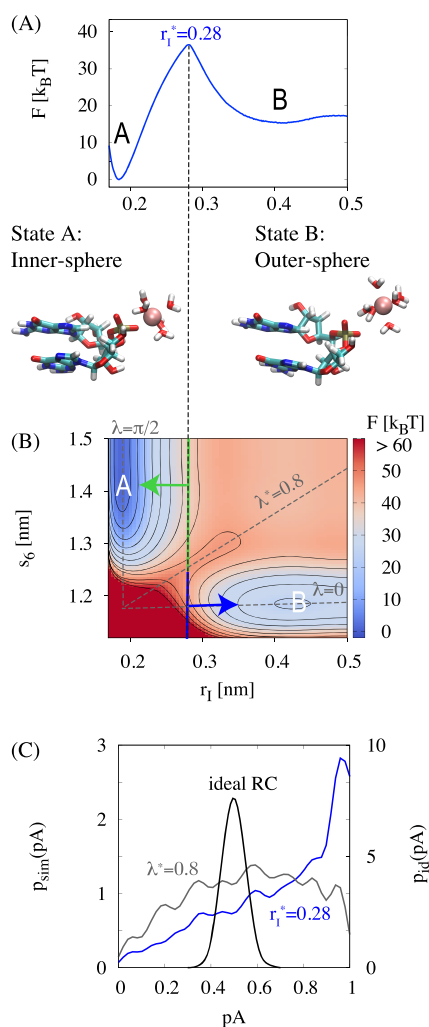 (A)
r_I^*=0.28
F [k_BT]
40
30
20
10
0
A
B
0.2
0.3
0.4
0.5
State A:
Inner-sphere
State B:
Outer-sphere
(B)
λ=π/2
F [k_BT]
> 60
50
40
30
20
10
0
1.5
1.4
1.3
1.2
s_6 [nm]
A
λ^*=0.8
λ=0
B
0.2
0.3
0.4
0.5
r_I [nm]
(C)
3
2
1
0
p_sim(pA)
10
5
0
p_id(pA)
ideal RC
λ^*=0.8
r_I^*=0.28
0
0.2
0.4
0.6
0.8
1
pA